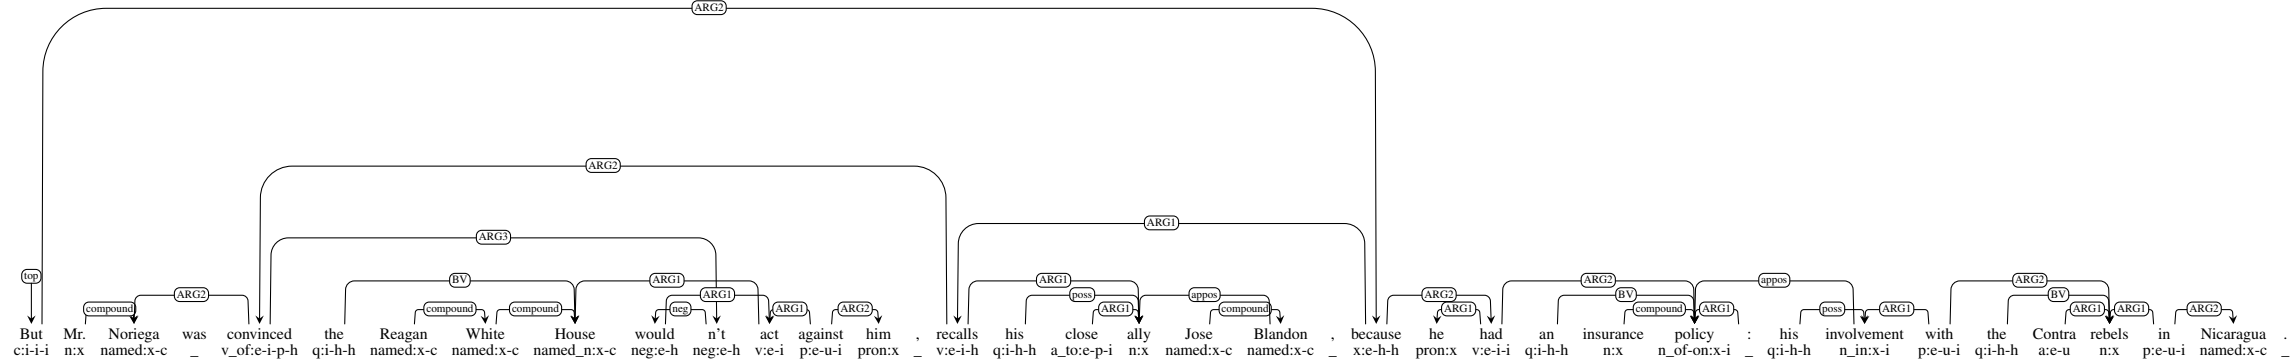 ARG2
ARG2
ARG1
ARG3
top BV ARG1 ARG1 ARG2 appos ARG2
ARG2 ARG1 poss appos ARG2 BV BV
compound compound compound neg ARG1 ARG2 ARG1 compound ARG1 compound ARG1 poss ARG1 ARG1 ARG1 ARG2
But Mr. Noriega was convinced the Reagan White House would n't act against him , recalls his close ally Jose Blandon , because he had an insurance policy : his involvement with the Contra rebels in Nicaragua .
c:i-i-i n:x named:x-c _ v_of:e-i-p-h q:i-h-h named:x-c named:x-c named_n:x-c neg:e-h neg:e-h v:e-i p:e-u-i pron:x _ v:e-i-h q:i-h-h a_to:e-p-i n:x named:x-c named:x-c _ x:e-h-h pron:x v:e-i-i q:i-h-h n:x n_of-on:x-i _ q:i-h-h n_in:x-i p:e-u-i q:i-h-h a:e-u n:x p:e-u-i named:x-c _